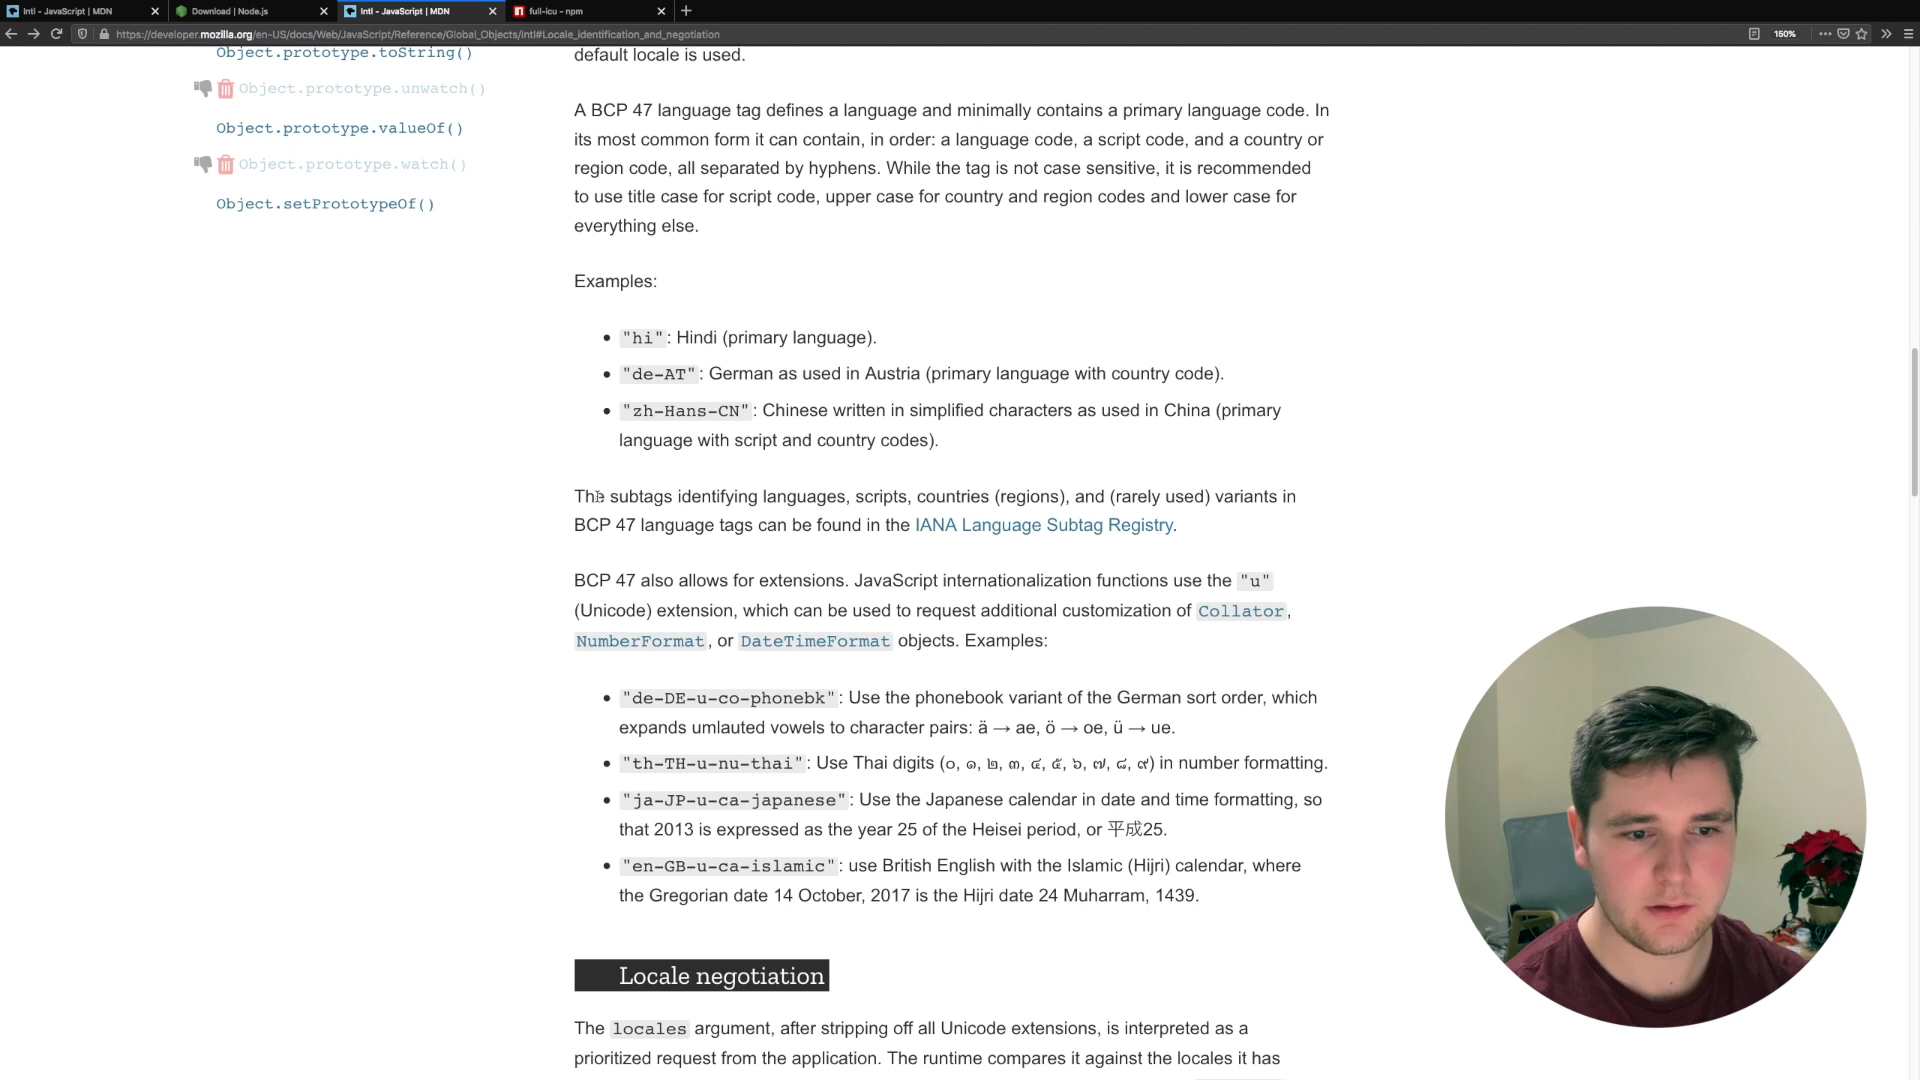 Intl - JavaScript | MDN
Download | Node.js
Intl - JavaScript | MDN
full-icu - npm
https://developer.mozilla.org/en-US/docs/Web/JavaScript/Reference/Global_Objects/Intl#Locale_identification_and_negotiation
150%
Object.prototype.toString()
Object.prototype.unwatch()
Object.prototype.valueOf()
Object.prototype.watch()
Object.setPrototypeOf()
default locale is used.
A BCP 47 language tag defines a language and minimally contains a primary language code. In
its most common form it can contain, in order: a language code, a script code, and a country or
region code, all separated by hyphens. While the tag is not case sensitive, it is recommended
to use title case for script code, upper case for country and region codes and lower case for
everything else.
Examples:
"hi": Hindi (primary language).
"de-AT": German as used in Austria (primary language with country code).
"zh-Hans-CN": Chinese written in simplified characters as used in China (primary
language with script and country codes).
The subtags identifying languages, scripts, countries (regions), and (rarely used) variants in
BCP 47 language tags can be found in the IANA Language Subtag Registry.
BCP 47 also allows for extensions. JavaScript internationalization functions use the "u"
(Unicode) extension, which can be used to request additional customization of Collator,
NumberFormat, or DateTimeFormat objects. Examples:
"de-DE-u-co-phonebk": Use the phonebook variant of the German sort order, which
expands umlauted vowels to character pairs: ä → ae, ö → oe, ü → ue.
"th-TH-u-nu-thai": Use Thai digits (๐, ๑, ๒, ๓, ๔, ๕, ๖, ๗, ๘, ๙) in number formatting.
"ja-JP-u-ca-japanese": Use the Japanese calendar in date and time formatting, so
that 2013 is expressed as the year 25 of the Heisei period, or 平成25.
"en-GB-u-ca-islamic": use British English with the Islamic (Hijri) calendar, where
the Gregorian date 14 October, 2017 is the Hijri date 24 Muharram, 1439.
Locale negotiation
The locales argument, after stripping off all Unicode extensions, is interpreted as a
prioritized request from the application. The runtime compares it against the locales it has